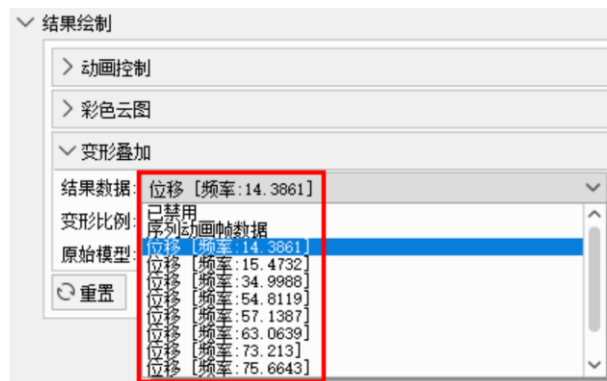 结果绘制
动画控制
彩色云图
变形叠加
结果数据: 位移 [频率:14.3861]
变形比例:
原始模型:
重置
已禁用
序列动画帧数据
位移 [频率:14.3861]
位移 [频率:15.4732]
位移 [频率:34.9988]
位移 [频率:54.8119]
位移 [频率:57.1387]
位移 [频率:63.0639]
位移 [频率:73.213]
位移 [频率:75.6643]